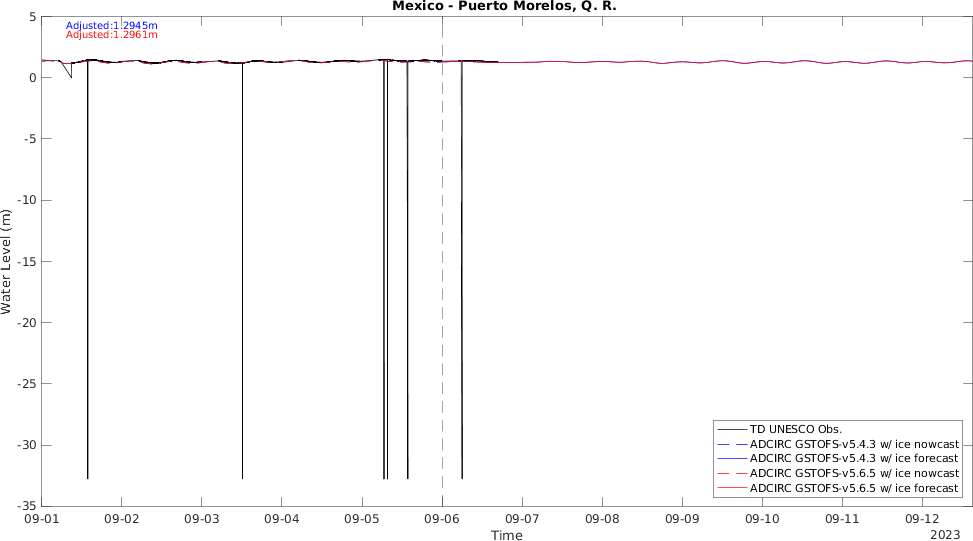 Mexico - Puerto Morelos, Q. R.
Adjusted:1.2945m
Adjusted:1.2961m
5
0
-5
-10
-15
-20
-25
-30
-35
Water Level (m)
TD UNESCO Obs.
ADCIRC GSTOFS-v5.4.3 w/ ice nowcast
ADCIRC GSTOFS-v5.4.3 w/ ice forecast
ADCIRC GSTOFS-v5.6.5 w/ ice nowcast
ADCIRC GSTOFS-v5.6.5 w/ ice forecast
09-01 09-02 09-03 09-04 09-05 09-06 09-07 09-08 09-09 09-10 09-11 09-12
Time
2023